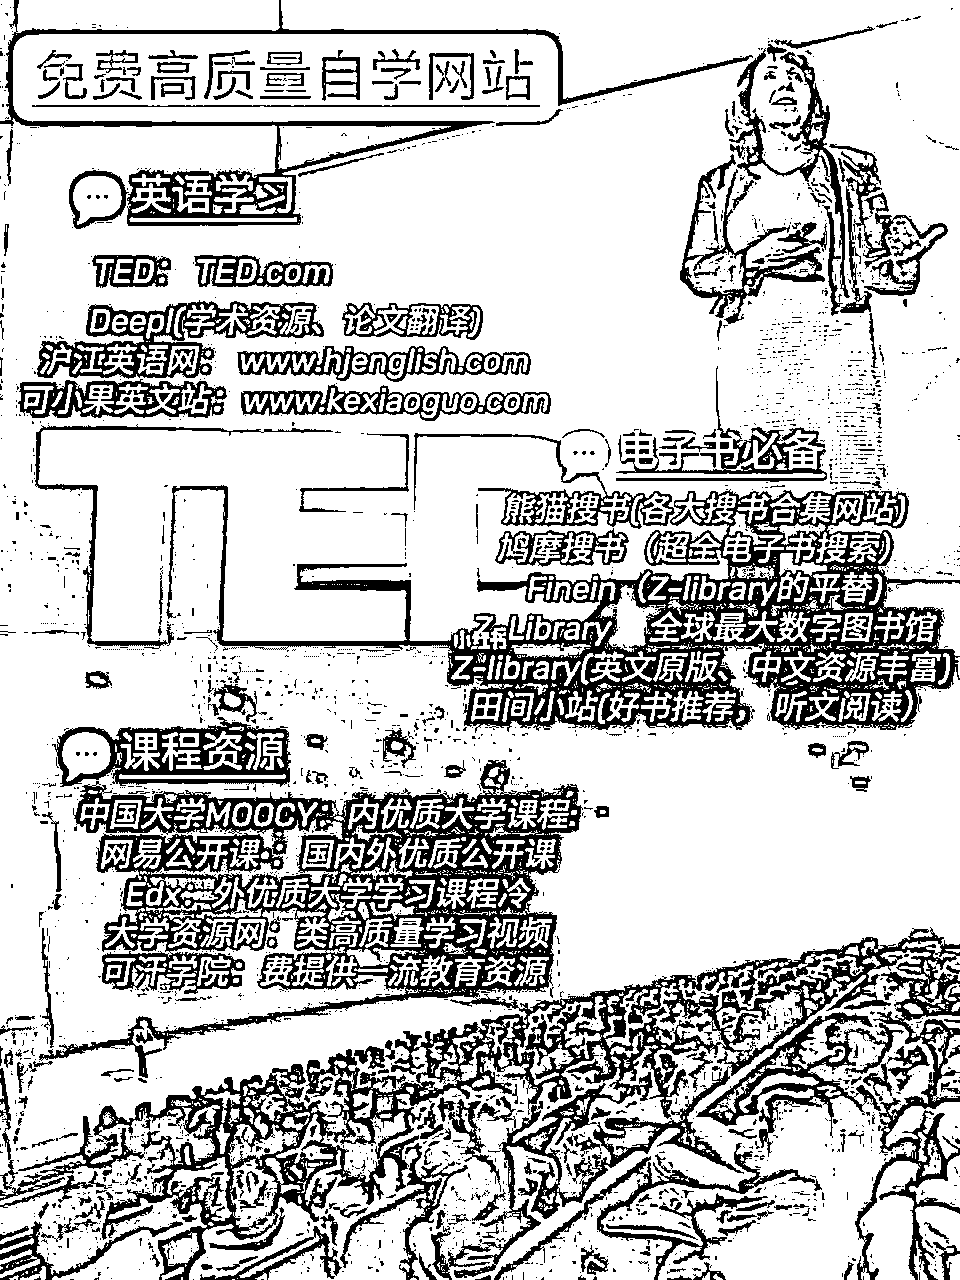 免费高质量自学网站
英语学习
TED： TED.com
Deepl(学术资源、论文翻译)
沪江英语网： www.hjenglish.com
可小果英文站：www.kexiaoguo.com
TED
电子书必备
熊猫搜书(各大搜书合集网站)
鸠摩搜书（超全电子书搜索）
Finein（Z-library的平替)
Z-Library 全球最大数字图书馆
小红书
Z-library(英文原版、中文资源丰富)
田间小站(好书推荐，听文阅读）
课程资源
中国大学MOOCY：内优质大学课程:
网易公开课·：国内外优质公开课
Edx：外优质大学学习课程冷
大学资源网：类高质量学习视频
可汗学院：费提供一流教育资源